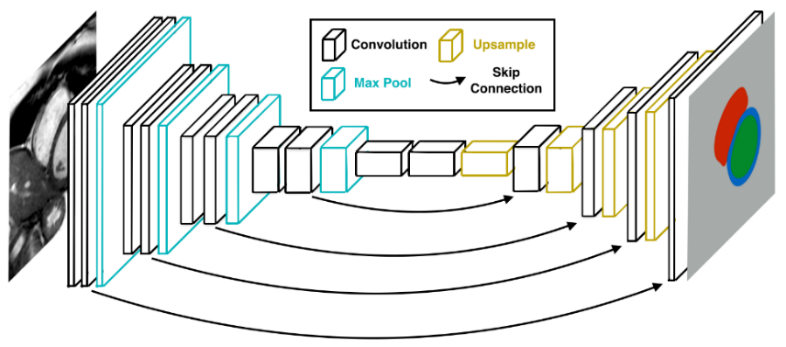 Convolution
Upsample
Max Pool
Skip
Connection